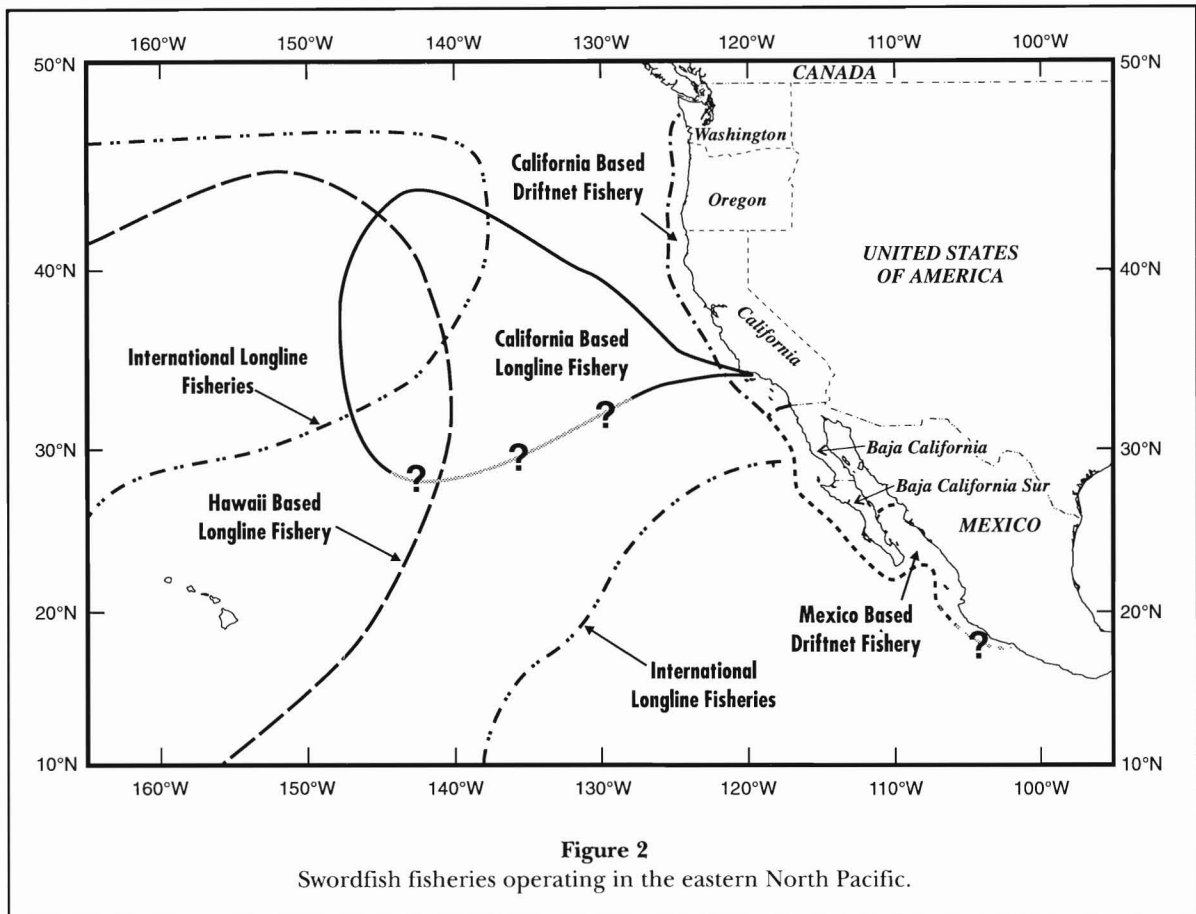 160°W 150°W 140°W 130°W 120°W 110°W 100°W
50°N 50°N
CANADA
Washington
California Based
Driftnet Fishery
Oregon
UNITED STATES
OF AMERICA
40°N 40°N
California
International Longline
Fisheries
California Based
Longline Fishery
?
?
?
30°N 30°N
Baja California
Baja California Sur
MEXICO
Hawaii Based
Longline Fishery
20°N 20°N
Mexico Based
Driftnet Fishery
?
International
Longline Fisheries
10°N 10°N
160°W 150°W 140°W 130°W 120°W 110°W 100°W
Figure 2
Swordfish fisheries operating in the eastern North Pacific.